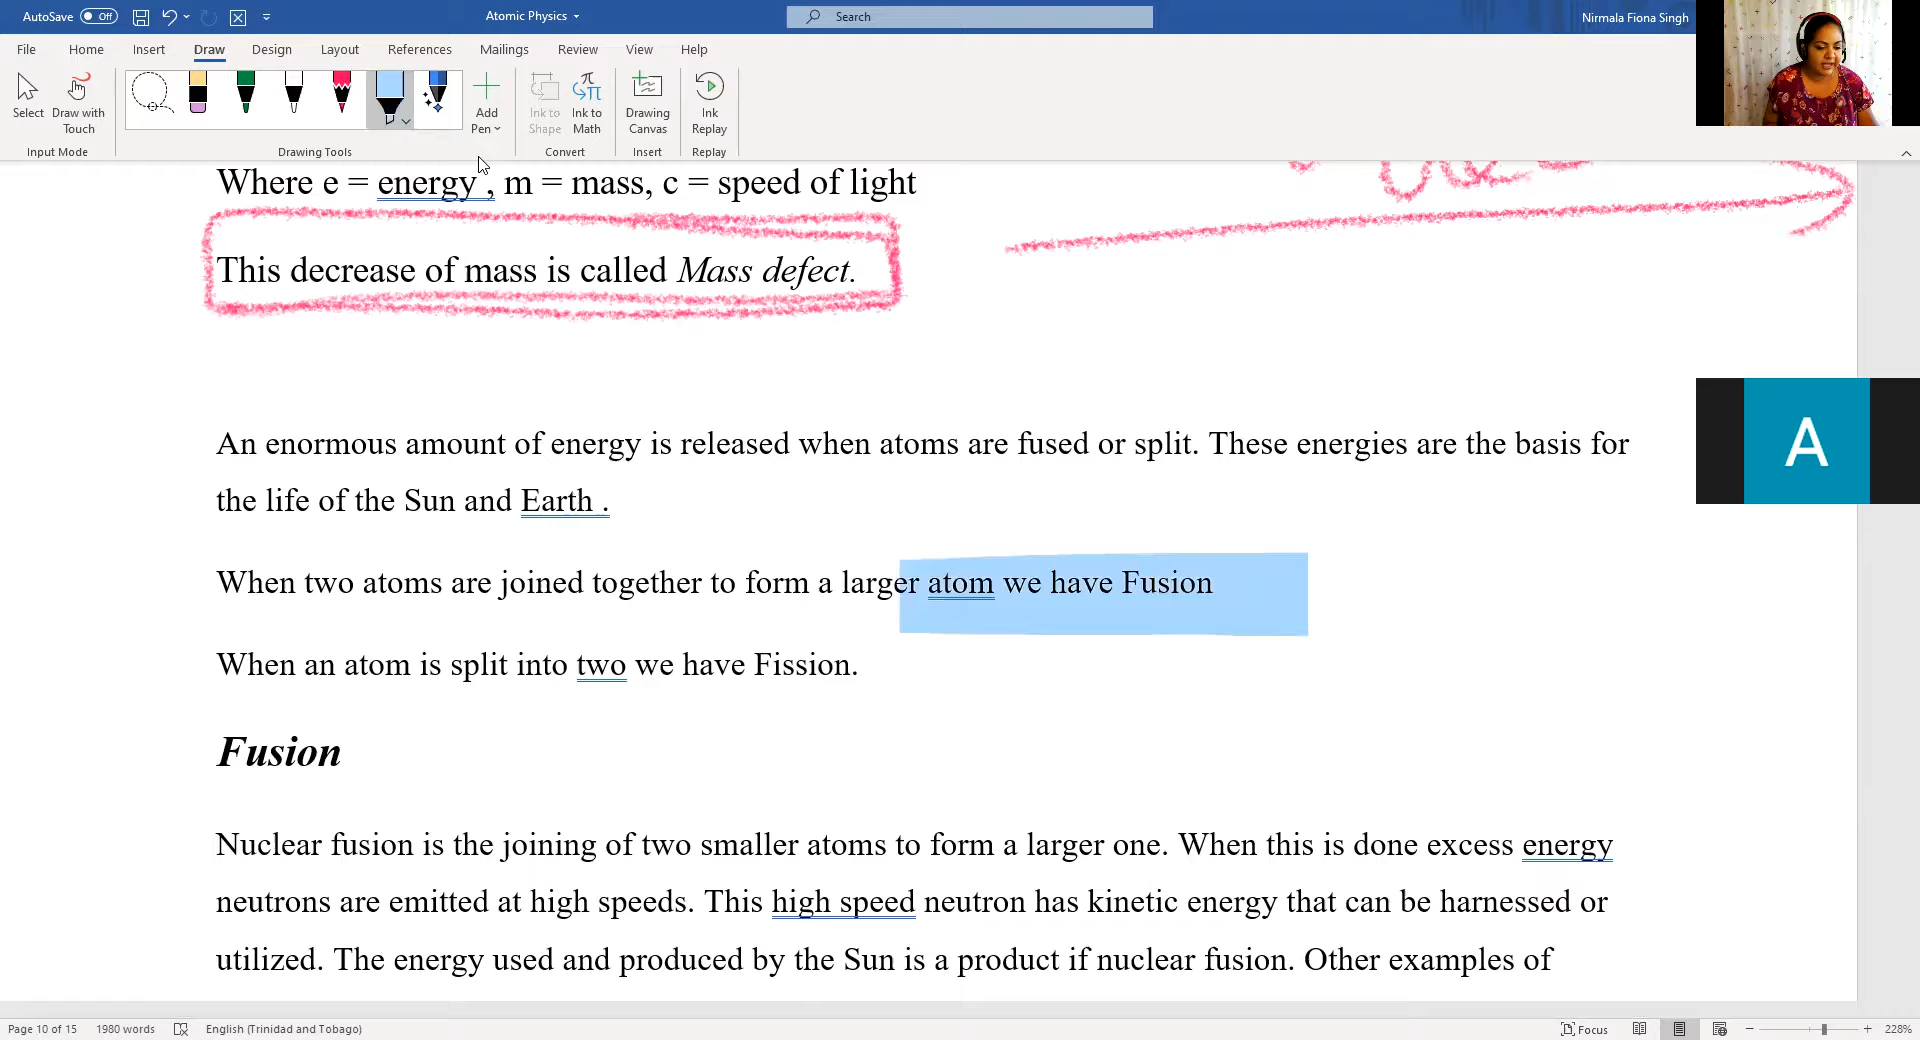 AutoSave Off Atomic Physics Search Nirmala Fiona Singh
File Home Insert Draw Design Layout References Mailings Review View Help
Select Draw with Touch Add Pen Ink to Shape Ink to Math Drawing Canvas Ink Replay
Input Mode Drawing Tools Convert Insert Replay
Where e = energy , m = mass, c = speed of light
This decrease of mass is called Mass defect.
An enormous amount of energy is released when atoms are fused or split. These energies are the basis for
the life of the Sun and Earth .
A
When two atoms are joined together to form a larger atom we have Fusion
When an atom is split into two we have Fission.
Fusion
Nuclear fusion is the joining of two smaller atoms to form a larger one. When this is done excess energy
neutrons are emitted at high speeds. This high speed neutron has kinetic energy that can be harnessed or
utilized. The energy used and produced by the Sun is a product if nuclear fusion. Other examples of
Page 10 of 15 1980 words English (Trinidad and Tobago) Focus 228%